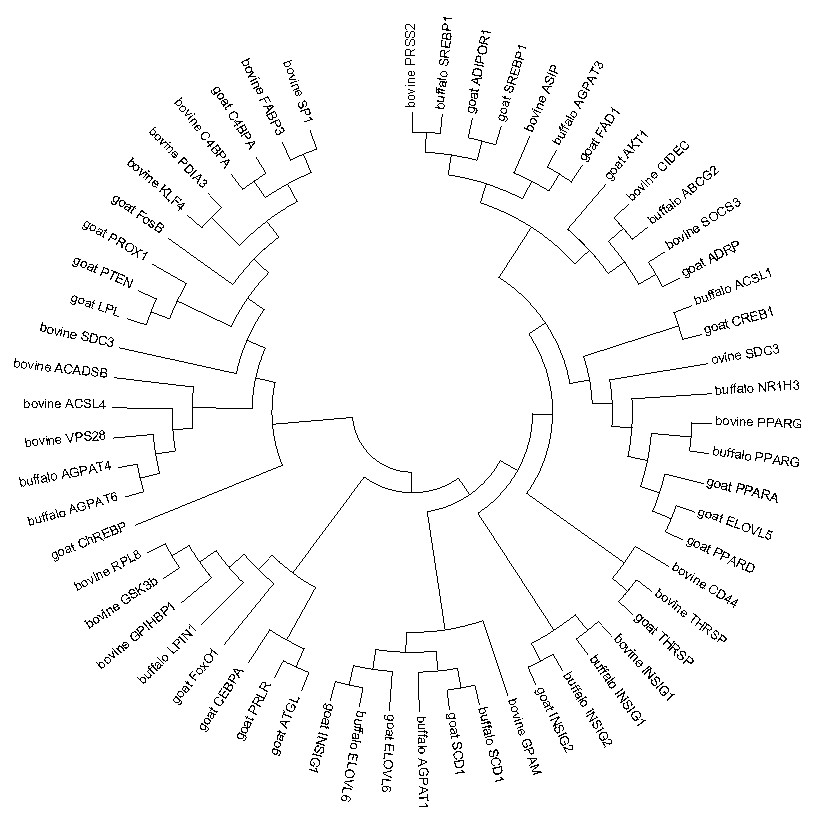 bovine PRSS2
buffalo SREBP1
goat ADIPOR1
goat SREBP1
bovine ASIP
buffalo AGPAT3
goat FAD1
goat AKT1
bovine CIDEC
buffalo ABCG2
bovine SOCS3
goat ADRP
buffalo ACSL1
goat CREB1
ovine SDC3
buffalo NR1H3
bovine PPARG
buffalo PPARG
goat PPARA
goat ELOVL5
goat PPARD
bovine CD44
bovine THRSP
goat THRSP
bovine INSIG1
buffalo INSIG1
buffalo INSIG2
goat INSIG2
bovine GPAM
buffalo SCD1
goat SCD1
buffalo AGPAT1
goat ELOVL6
buffalo ELOVL6
goat INSIG1
goat ATGL
goat PRLR
goat CEBPA
goat FoxO1
buffalo LPIN1
bovine GPIHBP1
bovine GSK3b
bovine RPL8
goat ChREBP
buffalo AGPAT6
buffalo AGPAT4
bovine VPS28
bovine ACSL4
bovine ACADSB
bovine SDC3
goat LPL
goat PTEN
goat PROX1
goat FosB
bovine KLF4
bovine PDIA3
bovine C4BPA
goat C4BPA
bovine FABP3
bovine SP1